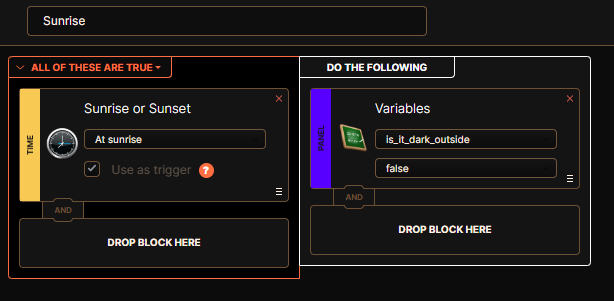 Sunrise
ALL OF THESE ARE TRUE
DO THE FOLLOWING
TIME
Sunrise or Sunset
At sunrise
Use as trigger ?
AND
DROP BLOCK HERE
PANEL
Variables
is_it_dark_outside
false
AND
DROP BLOCK HERE